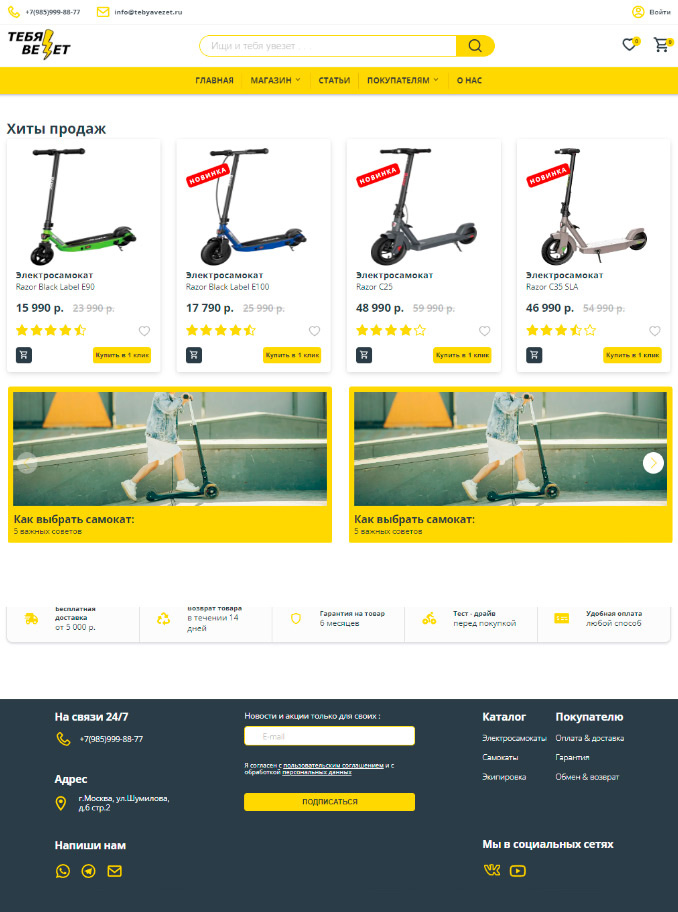 +7(985)999-88-77
info@tebyavezet.ru
Войти
ТЕБЯ
ВЕZЕТ
Ищи и тебя увезет . . .
0
0
ГЛАВНАЯ
МАГАЗИН
СТАТЬИ
ПОКУПАТЕЛЯМ
О НАС
Хиты продаж
Электросамокат
Razor Black Label E90
15 990 р. 23 990 р.
Купить в 1 клик
НОВИНКА
Электросамокат
Razor Black Label E100
17 790 р. 25 990 р.
Купить в 1 клик
НОВИНКА
Электросамокат
Razor C25
48 990 р. 59 990 р.
Купить в 1 клик
НОВИНКА
Электросамокат
Razor C35 SLA
46 990 р. 54 990 р.
Купить в 1 клик
Как выбрать самокат:
5 важных советов
Как выбрать самокат:
5 важных советов
Бесплатная
доставка
от 5 000 р.
Возврат товара
в течении 14
дней
Гарантия на товар
6 месяцев
Тест - драйв
перед покупкой
Удобная оплата
любой способ
На связи 24/7
+7(985)999-88-77
Адрес
г.Москва, ул.Шумилова,
д.6 стр.2
Напиши нам
Новости и акции только для своих :
E-mail
Я согласен с пользовательским соглашением и с
обработкой персональных данных
ПОДПИСАТЬСЯ
Каталог
Электросамокаты
Самокаты
Экипировка
Покупателю
Оплата & доставка
Гарантия
Обмен & возврат
Мы в социальных сетях